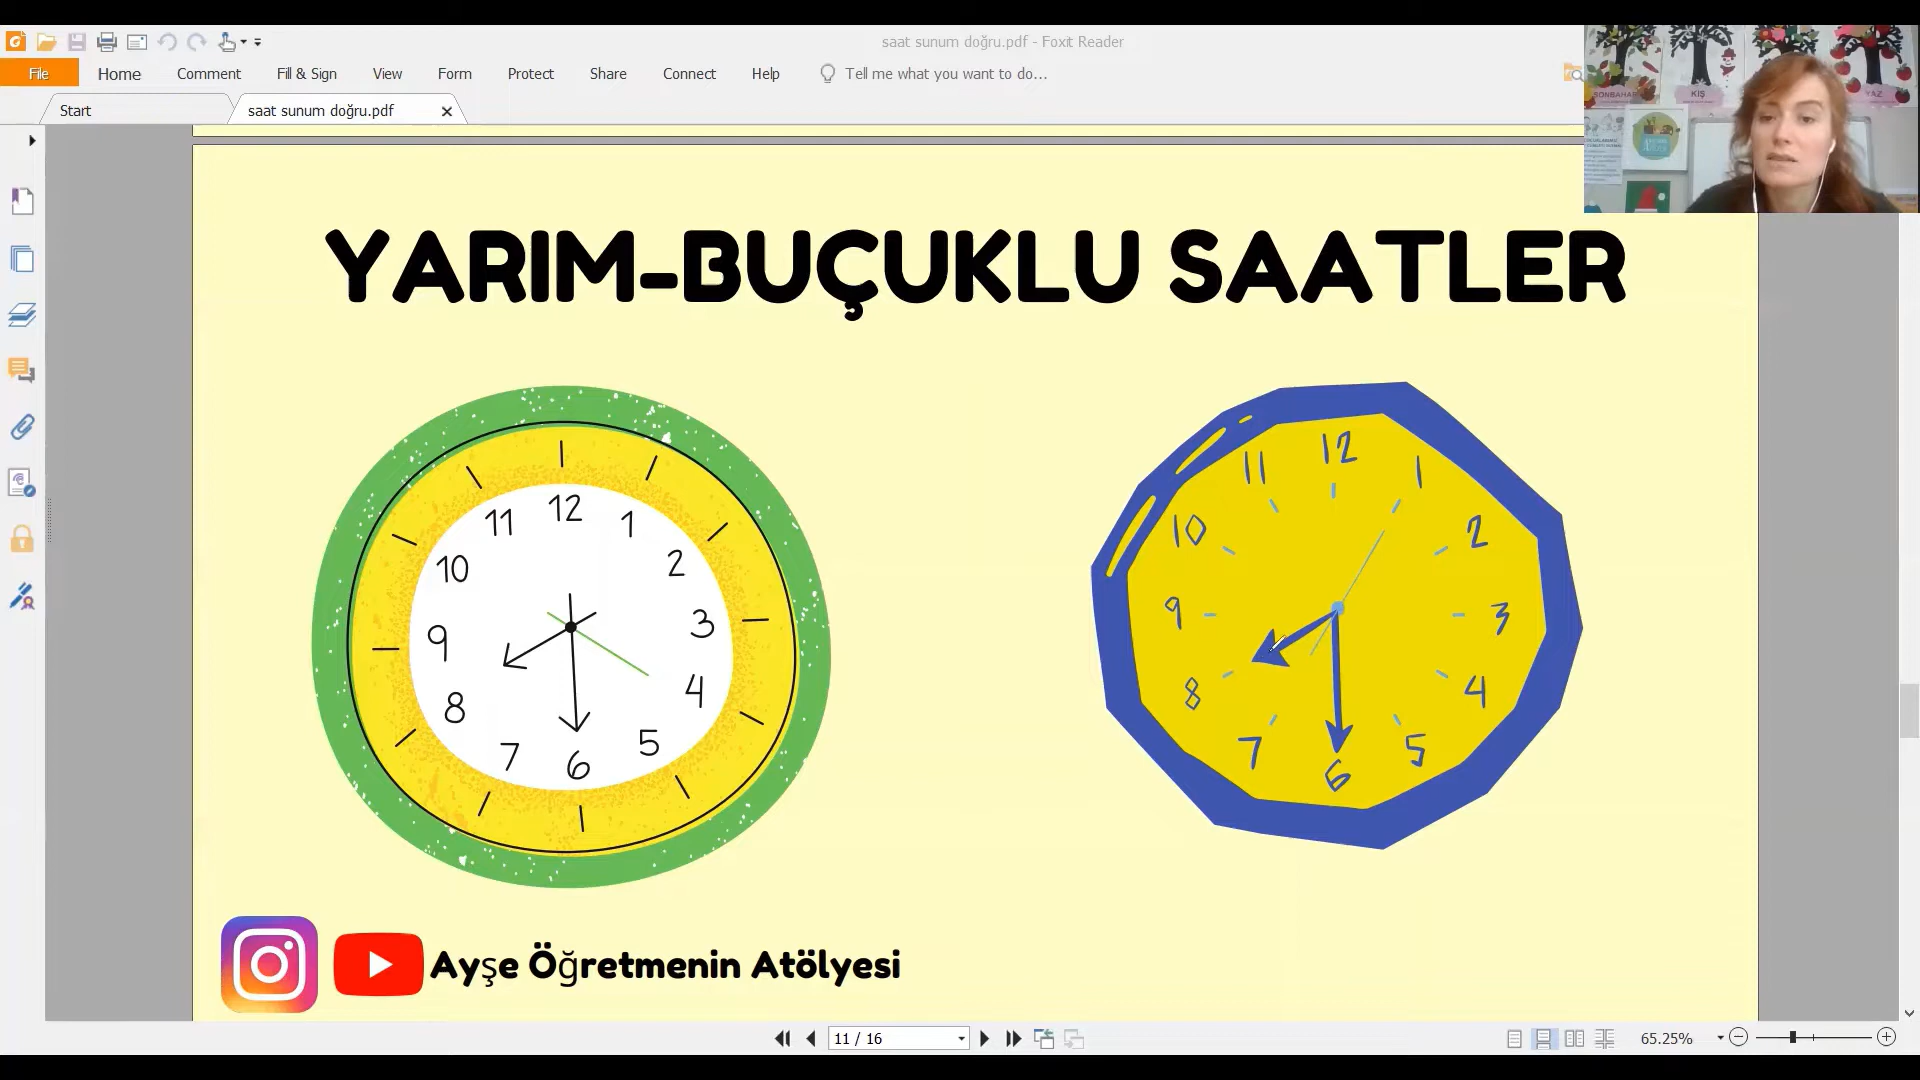 saat sunum doğru.pdf - Foxit Reader
File Home Comment Fill & Sign View Form Protect Share Connect Help Tell me what you want to do...
Start saat sunum doğru.pdf
SONBAHAR KIŞ YAZ
YARIM-BUÇUKLU SAATLER
12
11 1
10 2
9 3
8 4
7 5
6
12
11 1
10 2
9 3
8 4
7 5
6
Ayşe Öğretmenin Atölyesi
11 / 16
65.25%